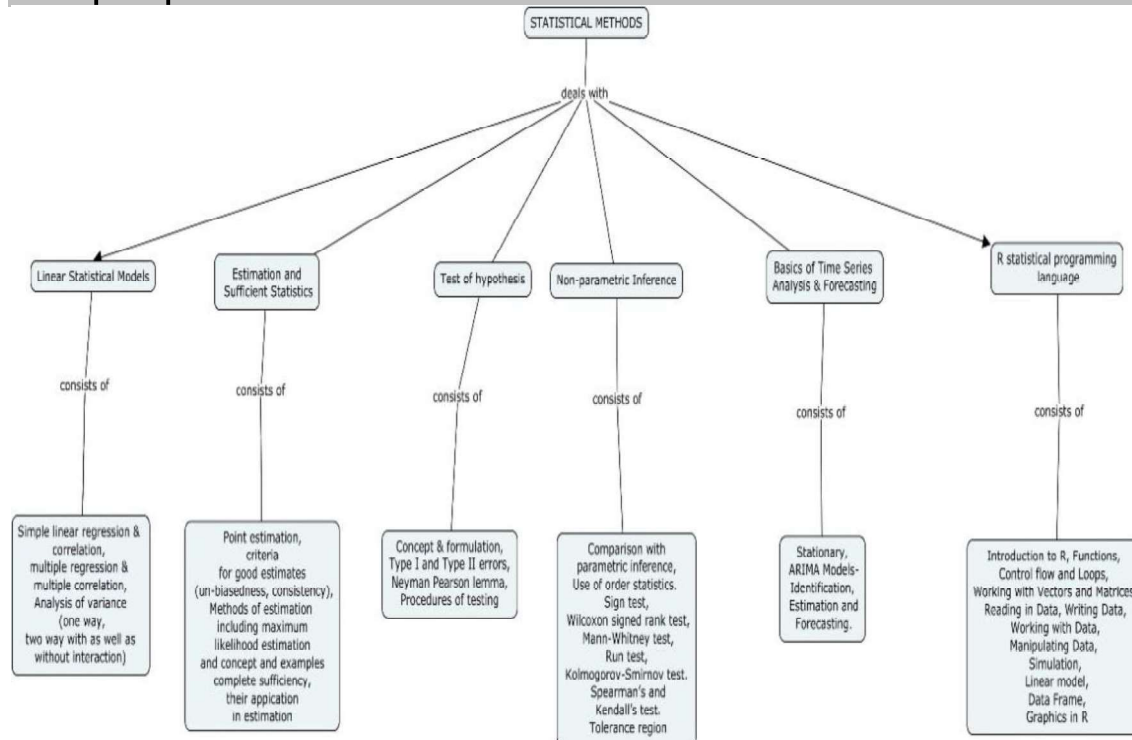 STATISTICAL METHODS
deals with
Linear Statistical Models
Estimation and
Sufficient Statistics
Test of hypothesis
Non-parametric Inference
Basics of Time Series
Analysis & Forecasting
R statistical programming
language
consists of
consists of
consists of
consists of
consists of
consists of
Simple linear regression &
correlation,
multiple regression &
multiple correlation,
Analysis of variance
(one way,
two way with as well as
without interaction)
Point estimation,
criteria
for good estimates
(un-biasedness, consistency),
Methods of estimation
including maximum
likelihood estimation
and concept and examples
complete sufficiency,
their appication
in estimation
Concept & formulation,
Type I and Type II errors,
Neyman Pearson lemma,
Procedures of testing
Comparison with
parametric inference,
Use of order statistics.
Sign test,
Wilcoxon signed rank test,
Mann-Whitney test,
Run test,
Kolmogorov-Smirnov test.
Spearman's and
Kendall's test.
Tolerance region
Stationary,
ARIMA Models-
Identification,
Estimation and
Forecasting.
Introduction to R, Functions,
Control flow and Loops,
Working with Vectors and Matrices
Reading in Data, Writing Data,
Working with Data,
Manipulating Data,
Simulation,
Linear model,
Data Frame,
Graphics in R